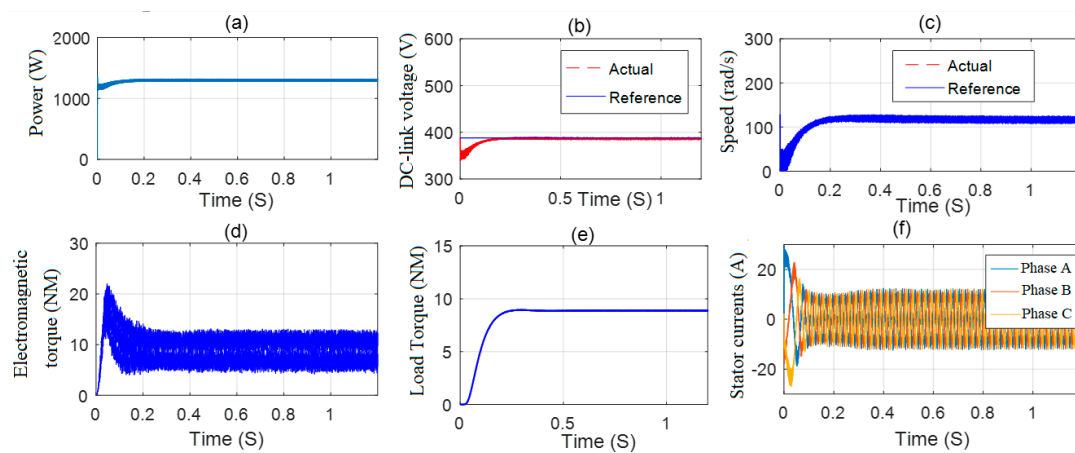 (a)
Power (W)
2000
1000
0
0 0.2 0.4 0.6 0.8 1
Time (S)
(b)
DC-link voltage (V)
600
500
400
300
Actual
Reference
0 0.5 1
Time (S)
(c)
Speed (rad/s)
300
200
100
0
Actual
Reference
0 0.2 0.4 0.6 0.8 1
Time (S)
(d)
Electromagnetic
torque (NM)
30
20
10
0
0 0.2 0.4 0.6 0.8 1
Time (S)
(e)
Load Torque (NM)
15
10
5
0
0 0.5 1
Time (S)
(f)
Stator currents (A)
20
0
-20
Phase A
Phase B
Phase C
0 0.2 0.4 0.6 0.8 1
Time (S)